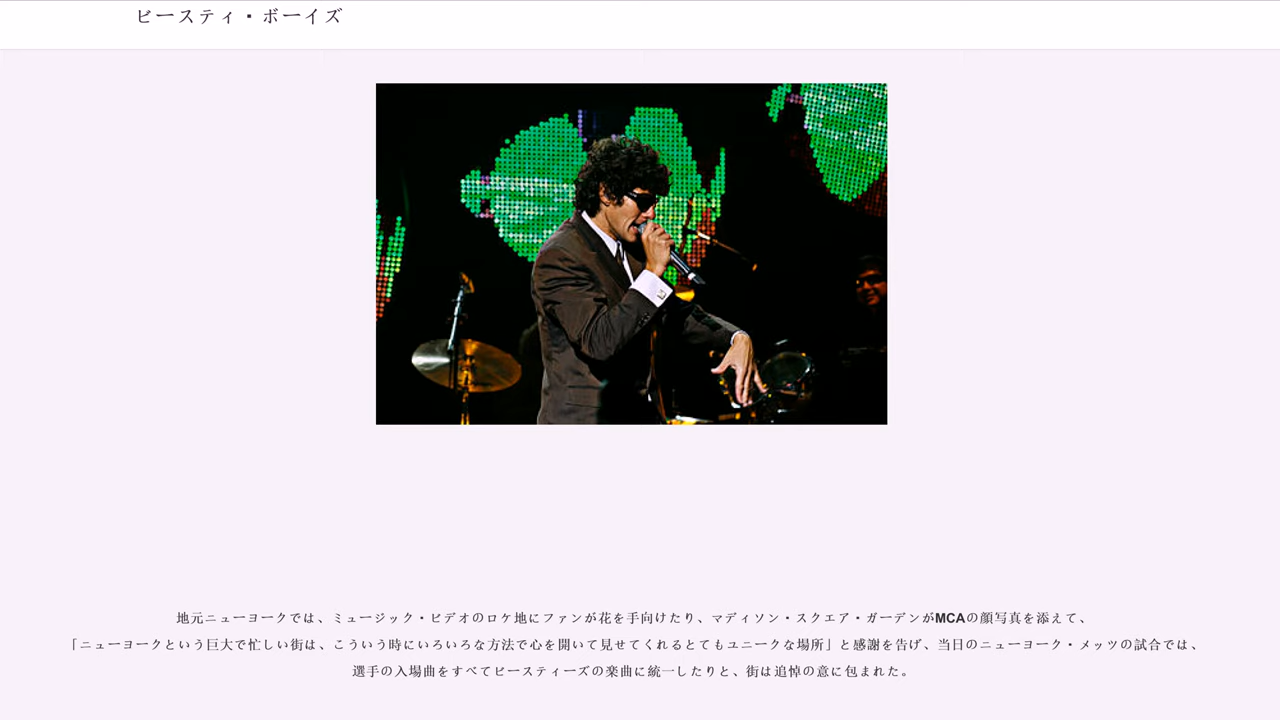 ビースティ・ボーイズ
地元ニューヨークでは、ミュージック・ビデオのロケ地にファンが花を手向けたり、マディソン・スクエア・ガーデンがMCAの顔写真を添えて、
「ニューヨークという巨大で忙しい街は、こういう時にいろいろな方法で心を開いて見せてくれるとてもユニークな場所」と感謝を告げ、当日のニューヨーク・メッツの試合では、
選手の入場曲をすべてビースティーズの楽曲に統一したりと、街は追悼の意に包まれた。